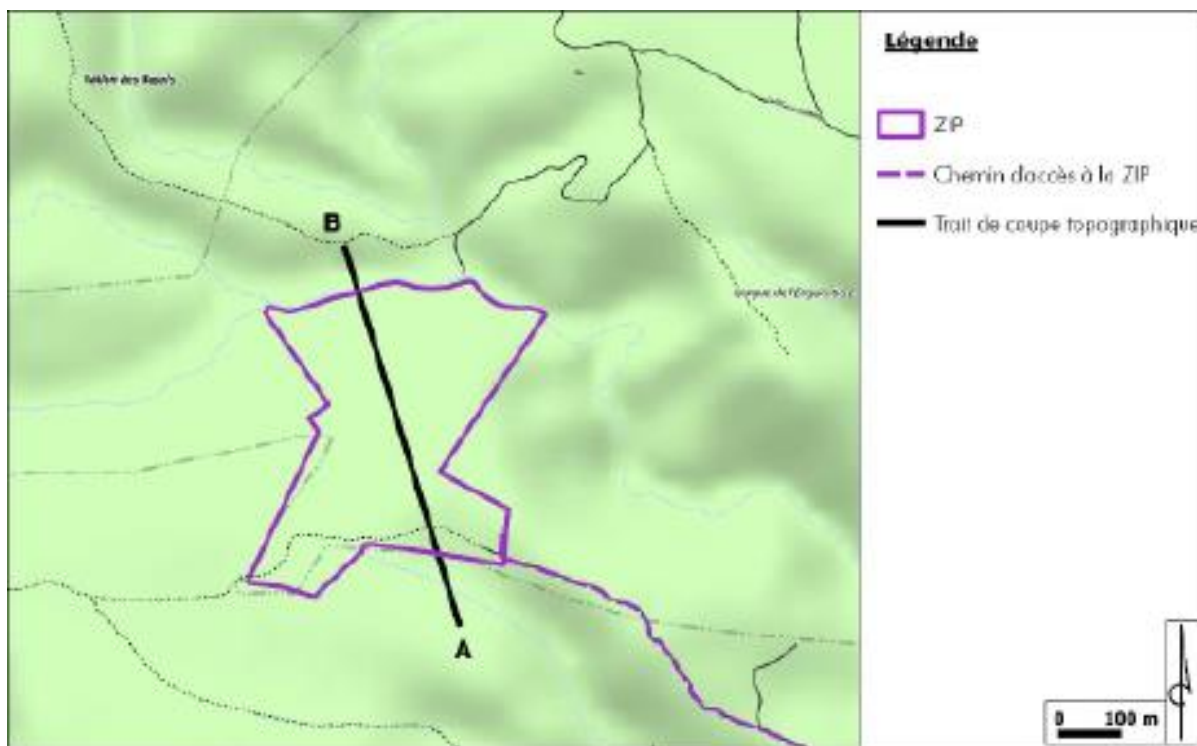 Légende
ZIP
Chemin d'accès à la ZIP
Trait de coupe topographique
B
A
0 100 m